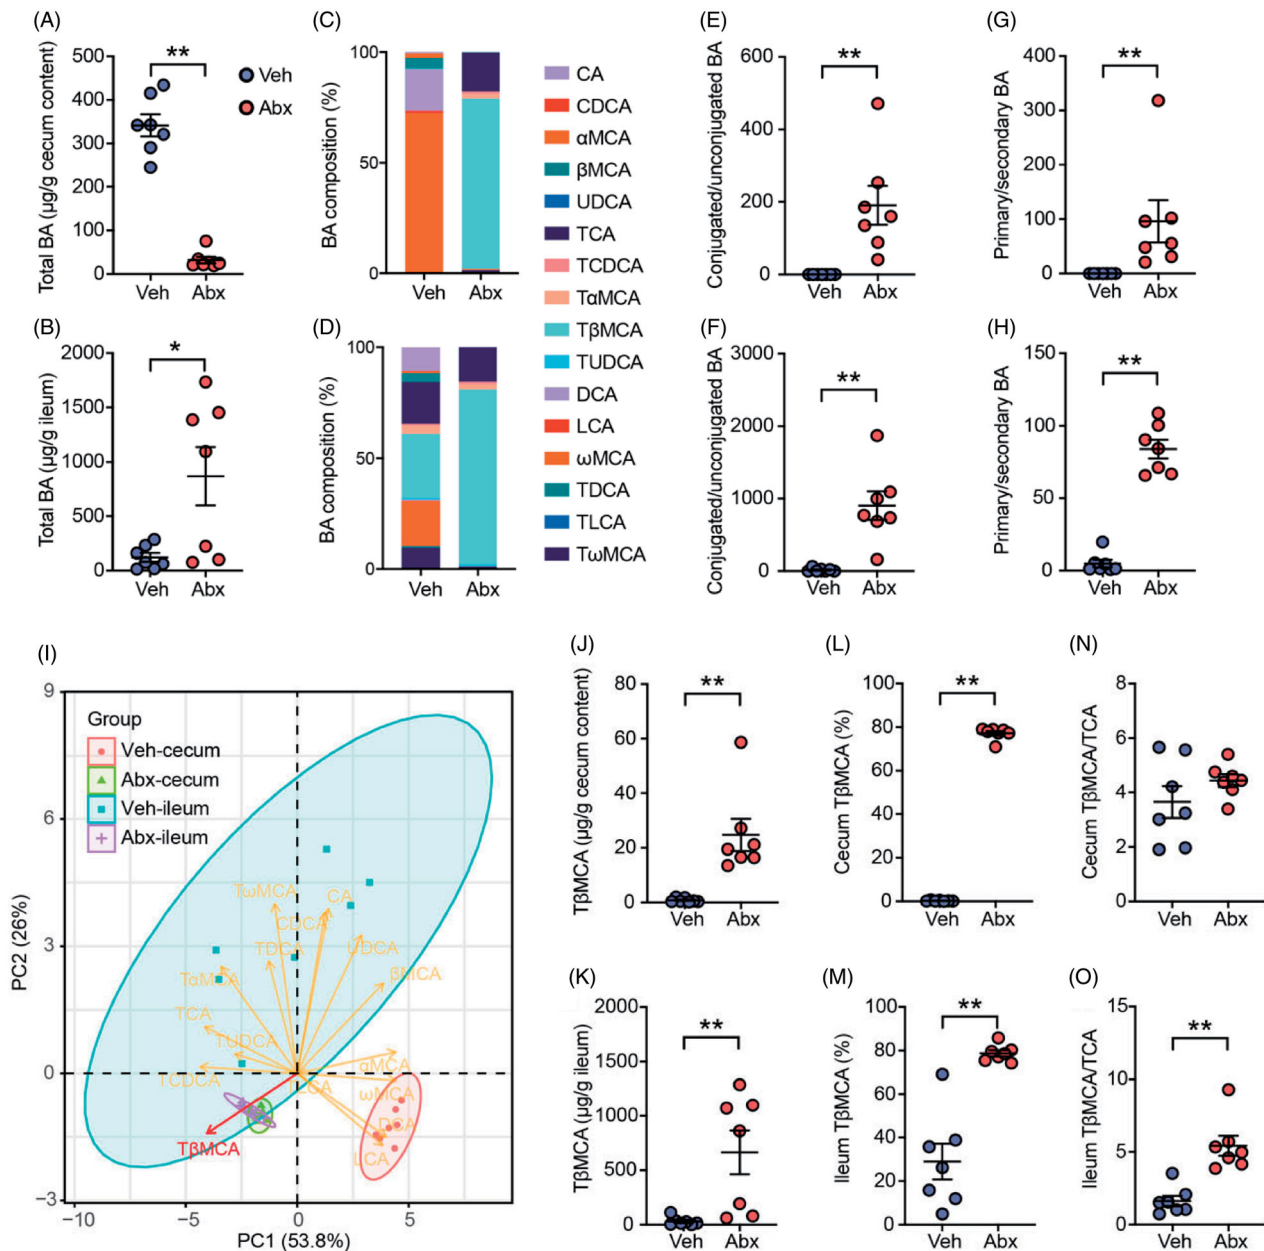 (A)
Total BA (µg/g cecum content)
500
400
300
200
100
0
**
Veh
Abx
Veh Abx
(B)
Total BA (µg/g ileum)
2000
1500
1000
500
0
*
Veh Abx
(C)
BA composition (%)
100
50
0
Veh Abx
(D)
BA composition (%)
100
50
0
Veh Abx
CA
CDCA
αMCA
βMCA
UDCA
TCA
TCDCA
TαMCA
TβMCA
TUDCA
DCA
LCA
ωMCA
TDCA
TLCA
TωMCA
(E)
Conjugated/unconjugated BA
600
400
200
0
**
Veh Abx
(F)
Conjugated/unconjugated BA
3000
2000
1000
0
**
Veh Abx
(G)
Primary/secondary BA
400
300
200
100
0
**
Veh Abx
(H)
Primary/secondary BA
150
100
50
0
**
Veh Abx
(I)
PC2 (26%)
9
6
3
0
−3
Group
Veh-cecum
Abx-cecum
Veh-ileum
Abx-ileum
TωMCA
CA
CDCA
TDCA
UDCA
βMCA
TαMCA
TCA
TUDCA
TCDCA
αMCA
TLCA
ωMCA
DCA
LCA
TβMCA
−10 −5 0 5
PC1 (53.8%)
(J)
TβMCA (µg/g cecum content)
80
60
40
20
0
**
Veh Abx
(K)
TβMCA (µg/g ileum)
2000
1500
1000
500
0
**
Veh Abx
(L)
Cecum TβMCA (%)
100
80
60
40
20
0
**
Veh Abx
(M)
Ileum TβMCA (%)
100
80
60
40
20
0
**
Veh Abx
(N)
Cecum TβMCA/TCA
8
6
4
2
0
Veh Abx
(O)
Ileum TβMCA/TCA
15
10
5
0
**
Veh Abx